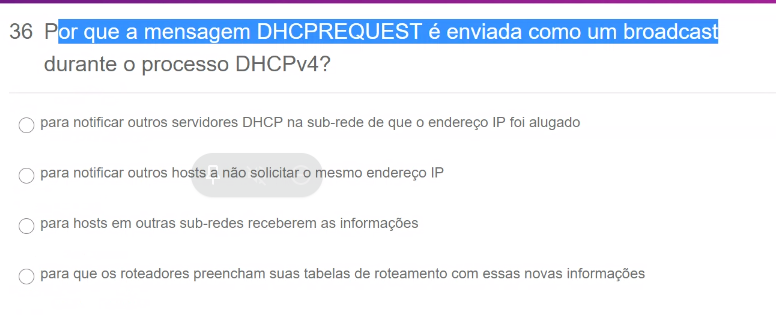 36 Por que a mensagem DHCPREQUEST é enviada como um broadcast
durante o processo DHCPv4?
para notificar outros servidores DHCP na sub-rede de que o endereço IP foi alugado
para notificar outros hosts a não solicitar o mesmo endereço IP
para hosts em outras sub-redes receberem as informações
para que os roteadores preencham suas tabelas de roteamento com essas novas informações